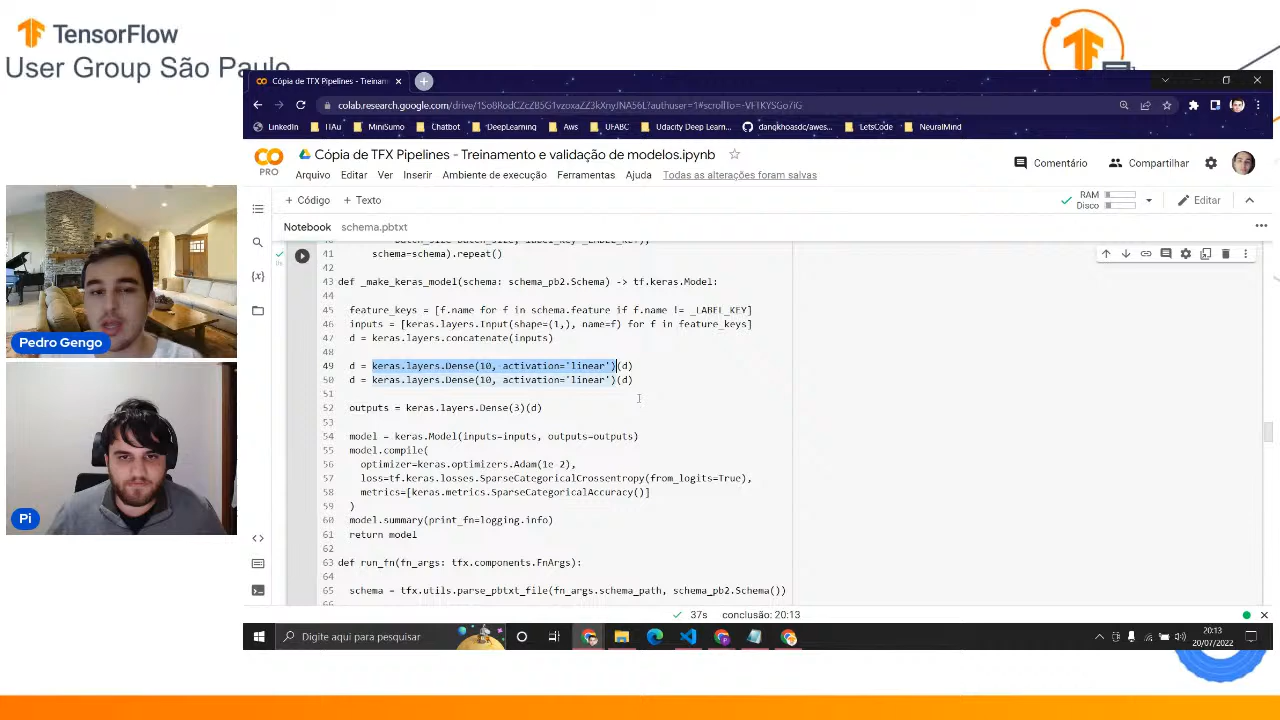 TensorFlow
User Group São Paulo
Cópia de TFX Pipelines - Treinam
colab.research.google.com/drive/1So8RodCZcZB5G1vzoxaZZ3kXnyJNA56L?authuser=1#scrollTo=-VFTKYSGo7iG
LinkedIn ITAu MiniSumo Chatbot DeepLearning Aws UFABC Udacity Deep Learn... dangkhoasdc/awes... LetsCode NeuralMind
CO
PRO
Cópia de TFX Pipelines - Treinamento e validação de modelos.ipynb
Comentário Compartilhar
Arquivo Editar Ver Inserir Ambiente de execução Ferramentas Ajuda Todas as alterações foram salvas
+ Código + Texto
RAM
Disco
Editar
Notebook schema.pbtxt
41 schema=schema).repeat()
42
43 def _make_keras_model(schema: schema_pb2.Schema) -> tf.keras.Model:
44
45 feature_keys = [f.name for f in schema.feature if f.name != _LABEL_KEY]
46 inputs = [keras.layers.Input(shape=(1,), name=f) for f in feature_keys]
47 d = keras.layers.concatenate(inputs)
48
49 d = keras.layers.Dense(10, activation='linear')(d)
50 d = keras.layers.Dense(10, activation='linear')(d)
51
52 outputs = keras.layers.Dense(3)(d)
53
54 model = keras.Model(inputs=inputs, outputs=outputs)
55 model.compile(
56 optimizer=keras.optimizers.Adam(1e-2),
57 loss=tf.keras.losses.SparseCategoricalCrossentropy(from_logits=True),
58 metrics=[keras.metrics.SparseCategoricalAccuracy()]
59 )
60 model.summary(print_fn=logging.info)
61 return model
62
63 def run_fn(fn_args: tfx.components.FnArgs):
64
65 schema = tfx.utils.parse_pbtxt_file(fn_args.schema_path, schema_pb2.Schema())
37s conclusão: 20:13
Digite aqui para pesquisar
20:13
20/07/2022
Pedro Gengo
Pi